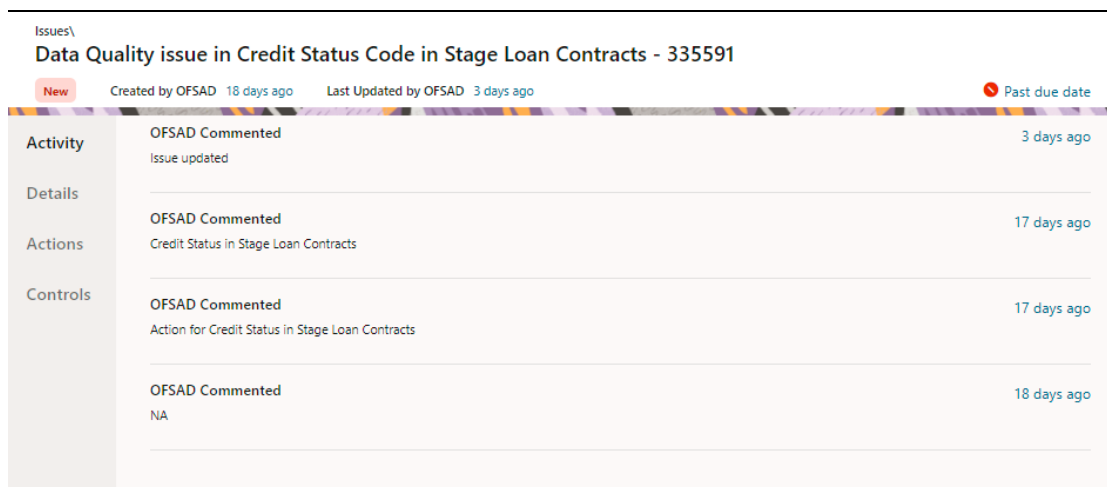 Issues\
Data Quality issue in Credit Status Code in Stage Loan Contracts - 335591
New Created by OFSAD 18 days ago Last Updated by OFSAD 3 days ago Past due date
Activity
Details
Actions
Controls
OFSAD Commented 3 days ago
Issue updated
OFSAD Commented 17 days ago
Credit Status in Stage Loan Contracts
OFSAD Commented 17 days ago
Action for Credit Status in Stage Loan Contracts
OFSAD Commented 18 days ago
NA